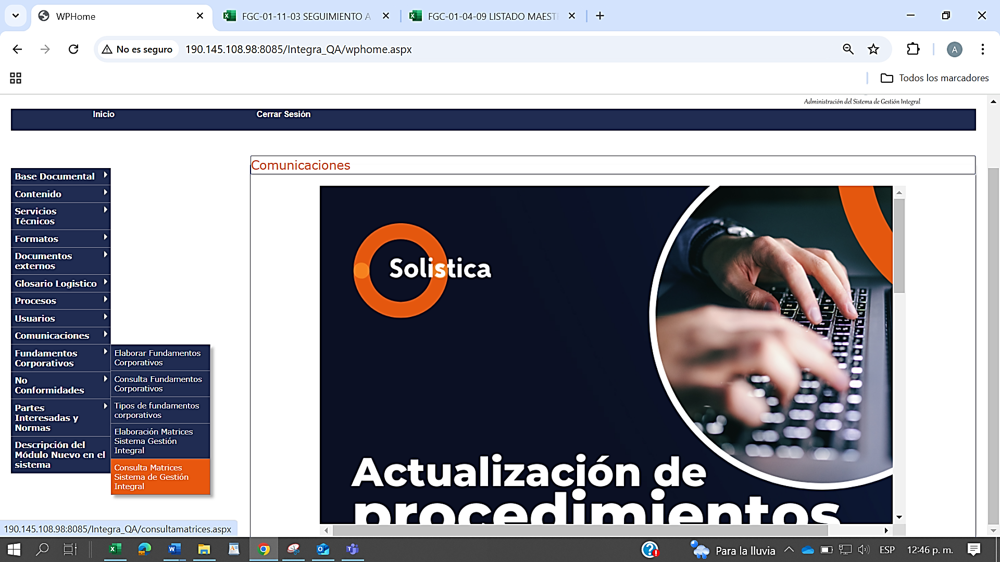 WPHome
FGC-01-11-03 SEGUIMIENTO A
FGC-01-04-09 LISTADO MAEST
No es seguro
190.145.108.98:8085/Integra_QA/wphome.aspx
A
Todos los marcadores
Administración del Sistema de Gestión Integral
Inicio
Cerrar Sesión
Comunicaciones
Base Documental
Contenido
Servicios
Técnicos
Formatos
Documentos
externos
Glosario Logistico
Procesos
Usuarios
Comunicaciones
Fundamentos
Corporativos
No
Conformidades
Partes
Interesadas y
Normas
Descripción del
Módulo Nuevo en el
sistema
Elaborar Fundamentos
Corporativos
Consulta Fundamentos
Corporativos
Tipos de fundamentos
corporativos
Elaboración Matrices
Sistema Gestión
Integral
Consulta Matrices
Sistema de Gestión
Integral
Solistica
Actualización de
procedimientos
190.145.108.98:8085/Integra_QA/consultamatrices.aspx
Para la lluvia
ESP
12:46 p. m.